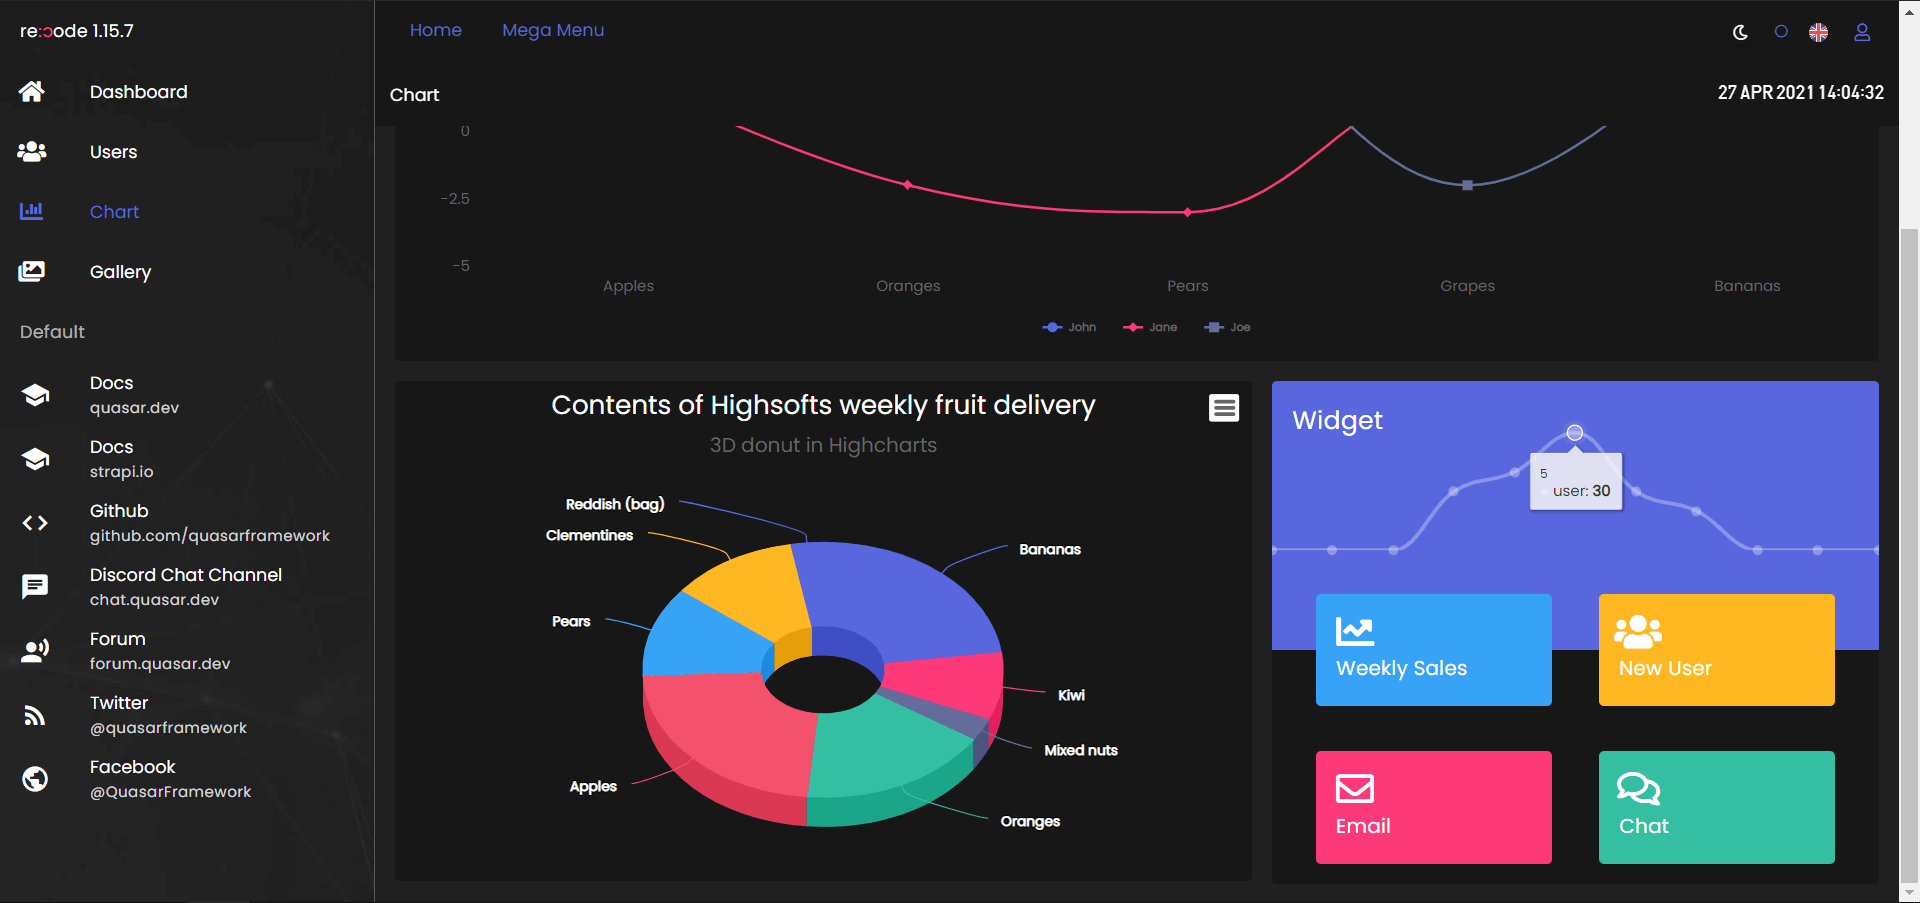 re:ɔode 1.15.7
Dashboard
Users
Chart
Gallery
Default
Docs
quasar.dev
Docs
strapi.io
Github
github.com/quasarframework
Discord Chat Channel
chat.quasar.dev
Forum
forum.quasar.dev
Twitter
@quasarframework
Facebook
@QuasarFramework
Home
Mega Menu
Chart
27 APR 2021 14:04:32
0
-2.5
-5
Apples
Oranges
Pears
Grapes
Bananas
John
Jane
Joe
Contents of Highsofts weekly fruit delivery
3D donut in Highcharts
Reddish (bag)
Clementines
Bananas
Pears
Kiwi
Mixed nuts
Apples
Oranges
Widget
5
user: 30
Weekly Sales
New User
Email
Chat